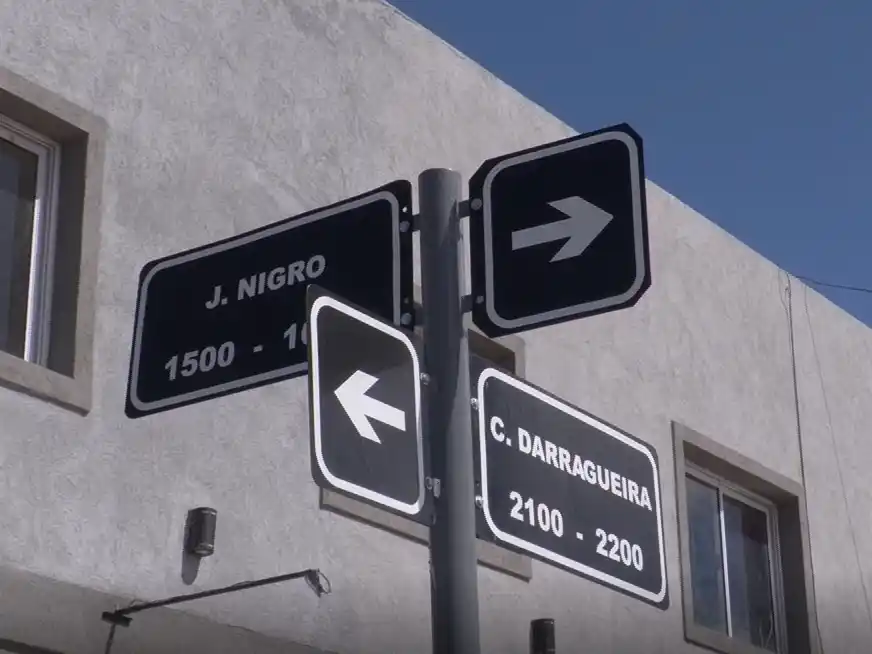 J. NIGRO
1500 -
C. DARRAGUEIRA
2100 - 2200